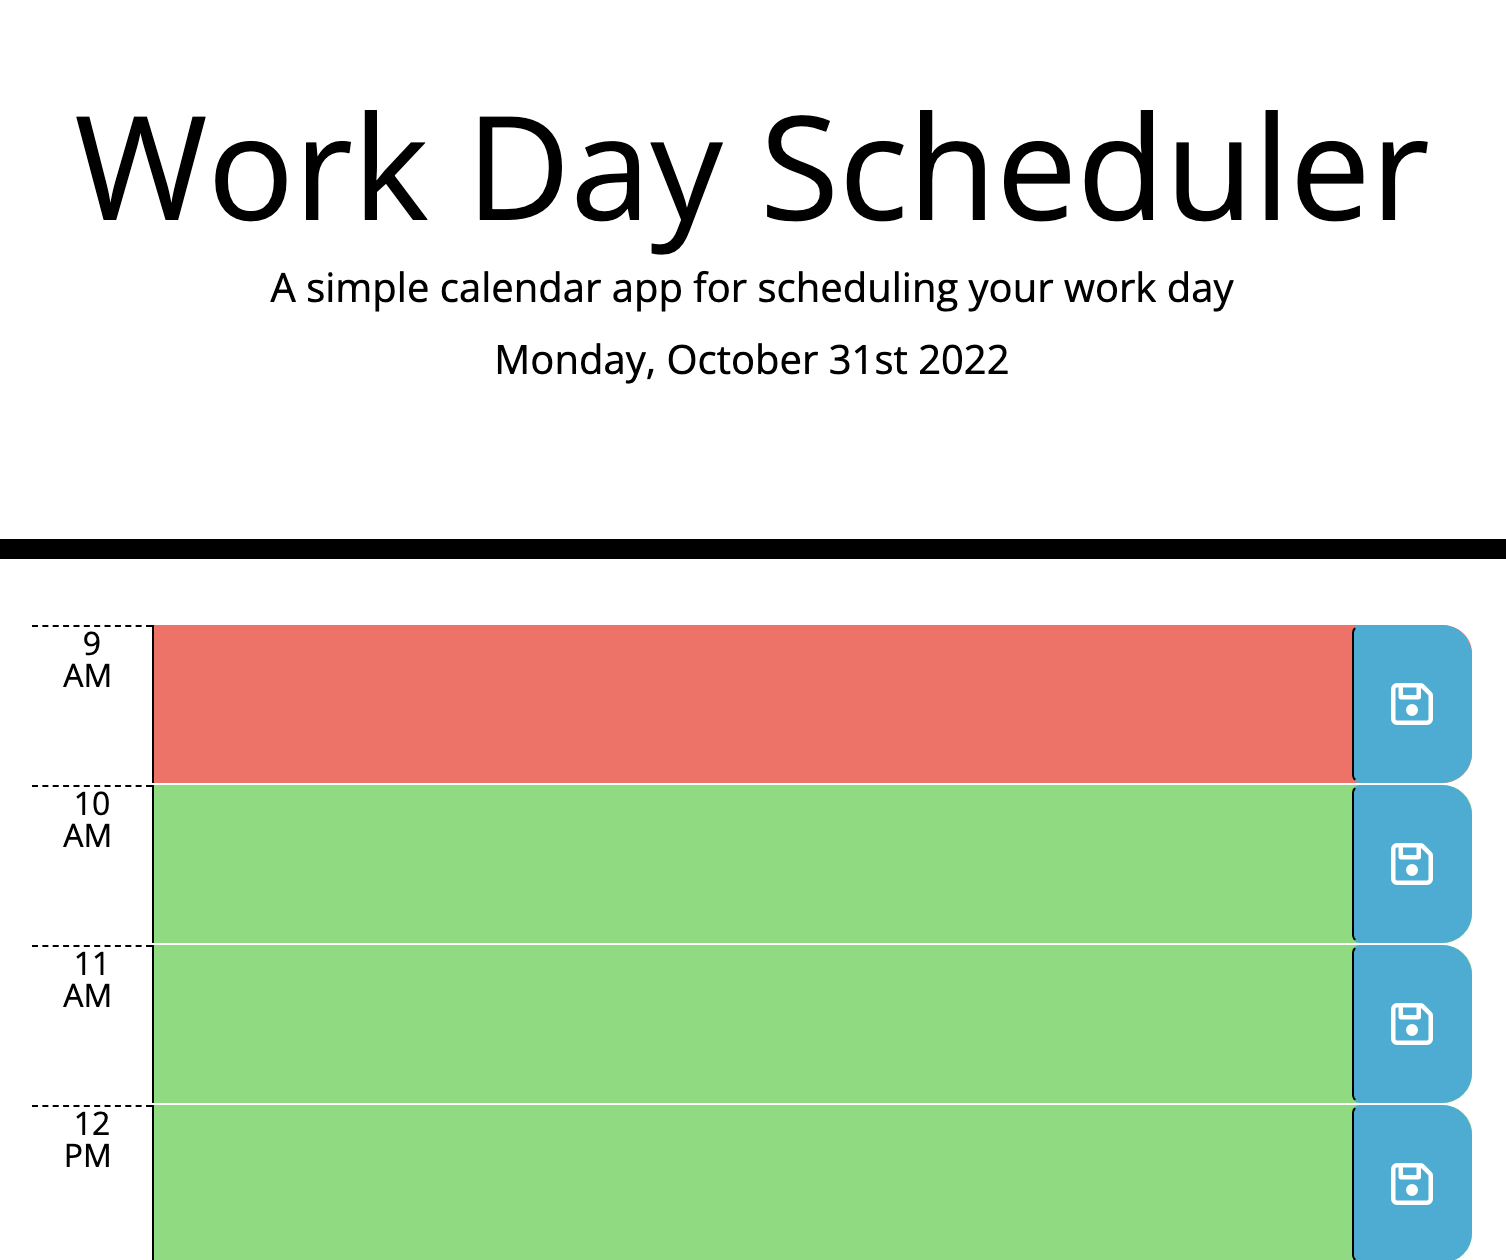 Work Day Scheduler
A simple calendar app for scheduling your work day
Monday, October 31st 2022
9
AM
10
AM
11
AM
12
PM